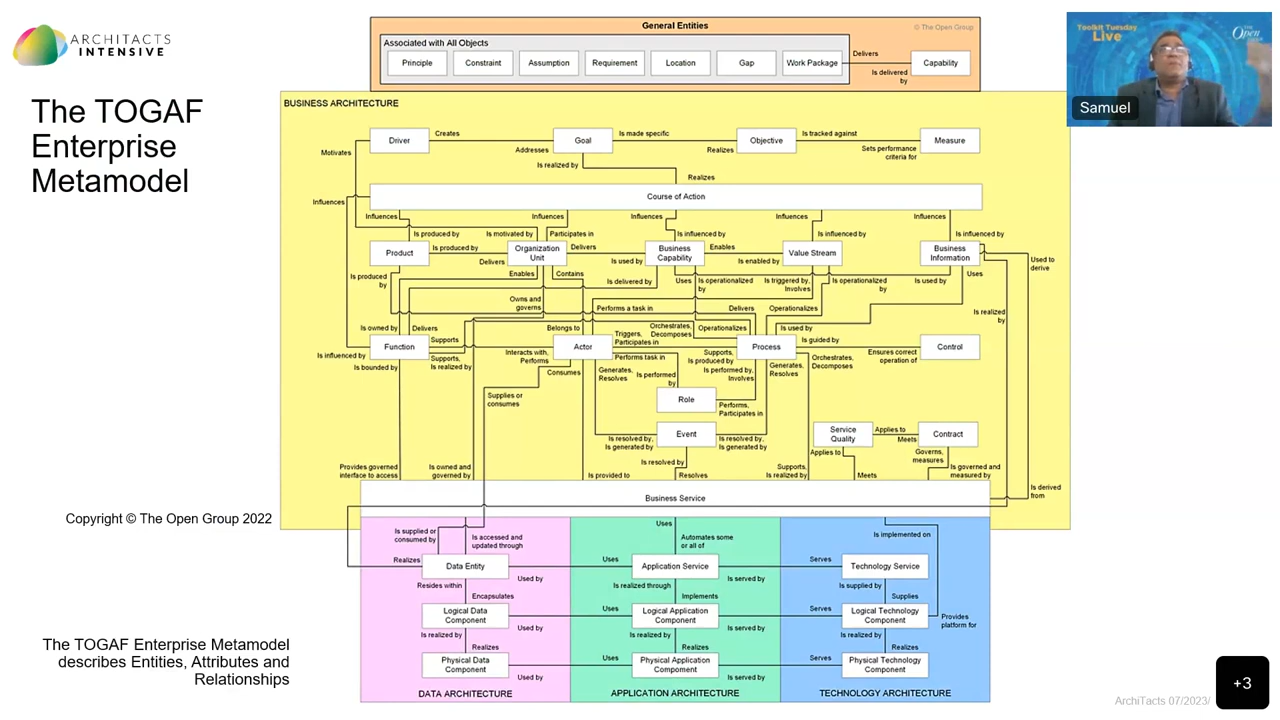 ARCHITACTS
INTENSIVE
The TOGAF
Enterprise
Metamodel
General Entities
© The Open Group
Associated with All Objects
Principle
Constraint
Assumption
Requirement
Location
Gap
Work Package
Delivers
Is delivered
by
Capability
Toolkit Tuesday
Live
THE
Open
Samuel
BUSINESS ARCHITECTURE
Driver
Creates
Addresses
Goal
Is made specific
Realizes
Objective
Is tracked against
Sets performance
criteria for
Measure
Motivates
Is realized by
Realizes
Influences
Course of Action
Influences
Influences
Influences
Influences
Influences
Is produced by
Is motivated by
Participates in
Is influenced by
Is influenced by
Is influenced by
Product
Is produced by
Delivers
Organization
Unit
Delivers
Is used by
Business
Capability
Enables
Is enabled by
Value Stream
Business
Information
Used to
derive
Is produced
by
Enables
Contains
Is delivered by
Uses
Is operationalized
by
Is triggered by,
Involves
Is operationalized
by
Is used by
Uses
Owns and
governs
Performs a task in
Delivers
Operationalizes
Is realized
by
Is owned by
Delivers
Belongs to
Triggers,
Participates in
Orchestrates,
Decomposes
Operationalizes
Is used by
Function
Supports
Supports,
Is realized by
Interacts with,
Performs
Actor
Performs task in
Supports,
Is produced by
Process
Is guided by
Orchestrates,
Decomposes
Ensures correct
operation of
Control
Is influenced by
Is bounded by
Consumes
Generates,
Resolves
Is performed
by
Is performed by,
Involves
Generates,
Resolves
Supplies or
consumes
Role
Performs,
Participates in
Event
Is resolved by,
Is generated by
Is resolved by,
Is generated by
Service
Quality
Applies to
Meets
Contract
Applies to
Governs,
measures
Is resolved by
Provides governed
interface to access
Is owned and
governed by
Is provided to
Resolves
Supports,
Is realized by
Meets
Is governed and
measured by
Is derived
from
Business Service
Copyright © The Open Group 2022
Is supplied or
consumed by
Is accessed and
updated through
Uses
Automates some
or all of
Is implemented on
Realizes
Data Entity
Used by
Uses
Application Service
Is served by
Serves
Technology Service
Resides within
Encapsulates
Is realized through
Implements
Is supplied by
Supplies
Logical Data
Component
Used by
Uses
Logical Application
Component
Is served by
Serves
Logical Technology
Component
Provides
platform for
Is realized by
Realizes
Is realized by
Realizes
Is realized by
Realizes
Physical Data
Component
Used by
Uses
Physical Application
Compoment
Is served by
Serves
Physical Technology
Component
DATA ARCHITECTURE
APPLICATION ARCHITECTURE
TECHNOLOGY ARCHITECTURE
The TOGAF Enterprise Metamodel
describes Entities, Attributes and
Relationships
ArchiTacts 07/2023/
+3